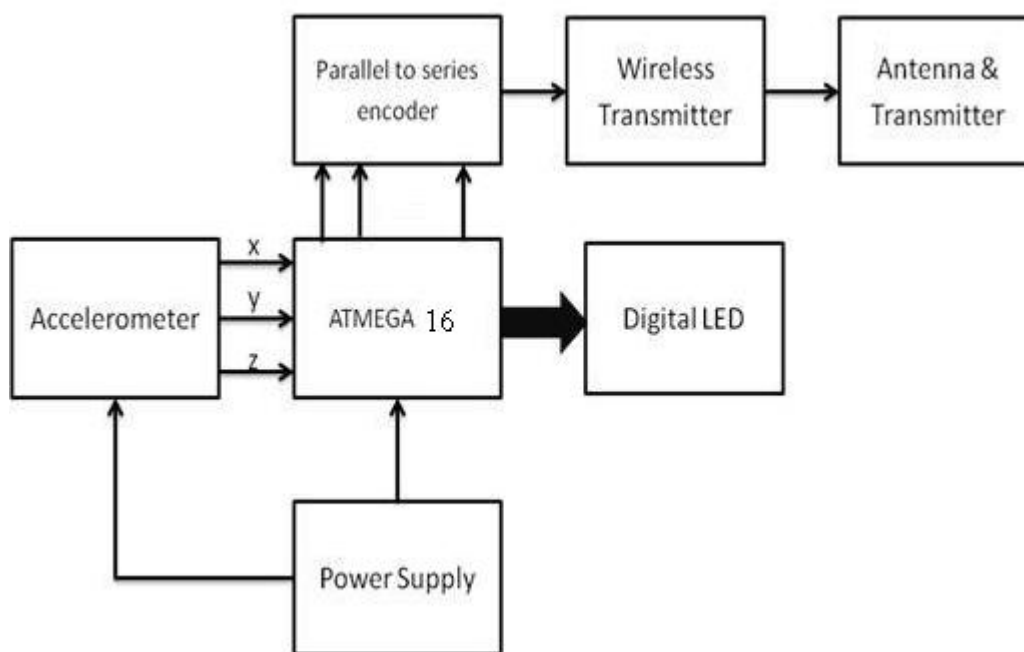 Parallel to series
encoder
Wireless
Transmitter
Antenna &
Transmitter
Accelerometer
x
y
z
ATMEGA 16
Digital LED
Power Supply